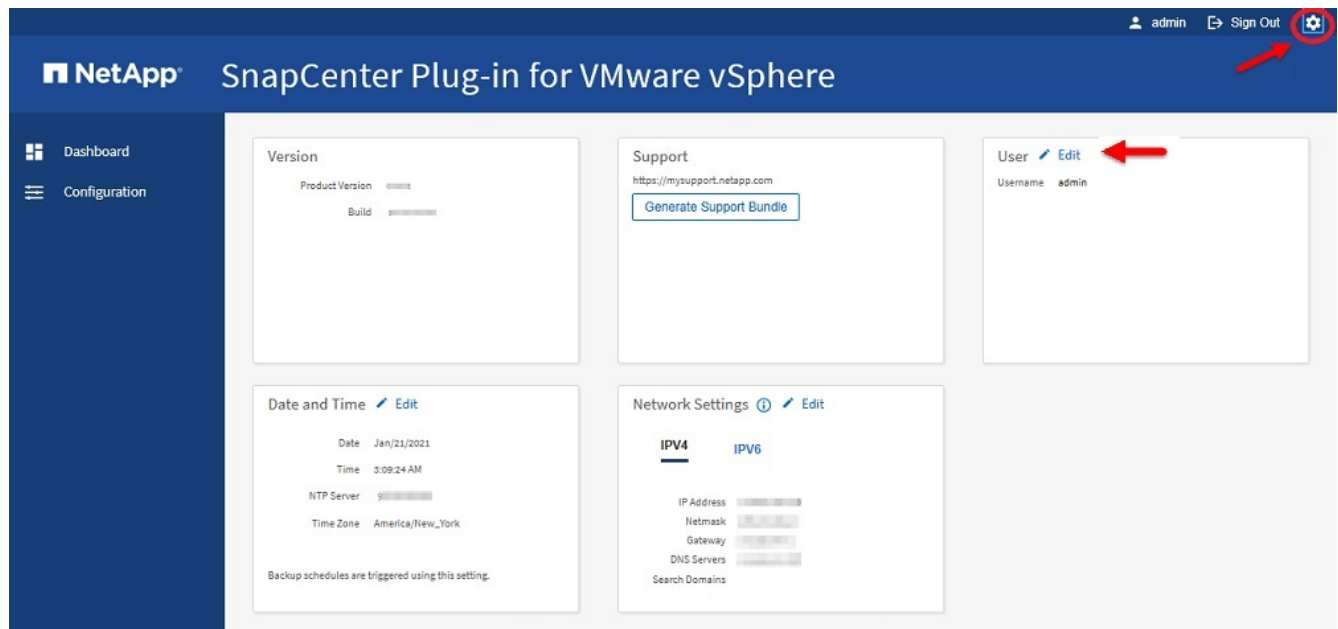 admin Sign Out
NetApp SnapCenter Plug-in for VMware vSphere
Dashboard
Configuration
Version
Product Version
Build
Support
https://mysupport.netapp.com
Generate Support Bundle
User Edit
Username admin
Date and Time Edit
Date Jan/21/2021
Time 3:09:24 AM
NTP Server
Time Zone America/New_York
Backup schedules are triggered using this setting.
Network Settings Edit
IPV4 IPV6
IP Address
Netmask
Gateway
DNS Servers
Search Domains